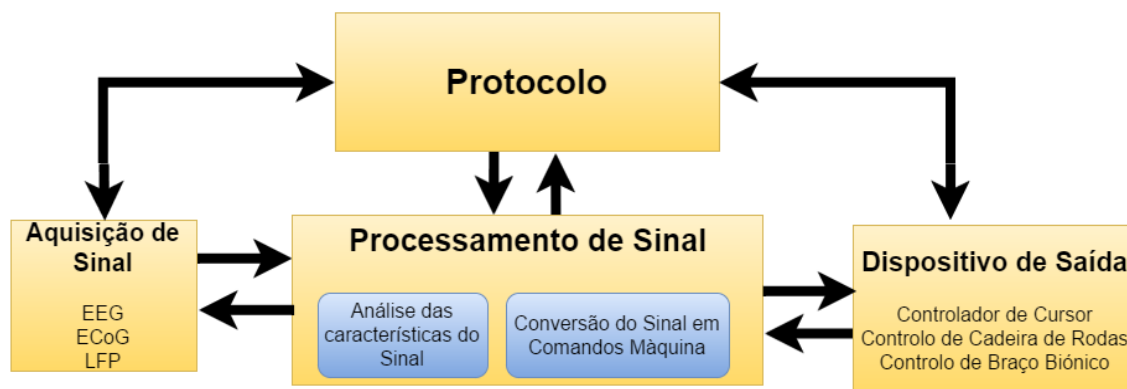 Protocolo
Aquisição de
Sinal
EEG
ECoG
LFP
Processamento de Sinal
Análise das
características do
Sinal
Conversão do Sinal em
Comandos Màquina
Dispositivo de Saída
Controlador de Cursor
Controlo de Cadeira de Rodas
Controlo de Braço Biónico